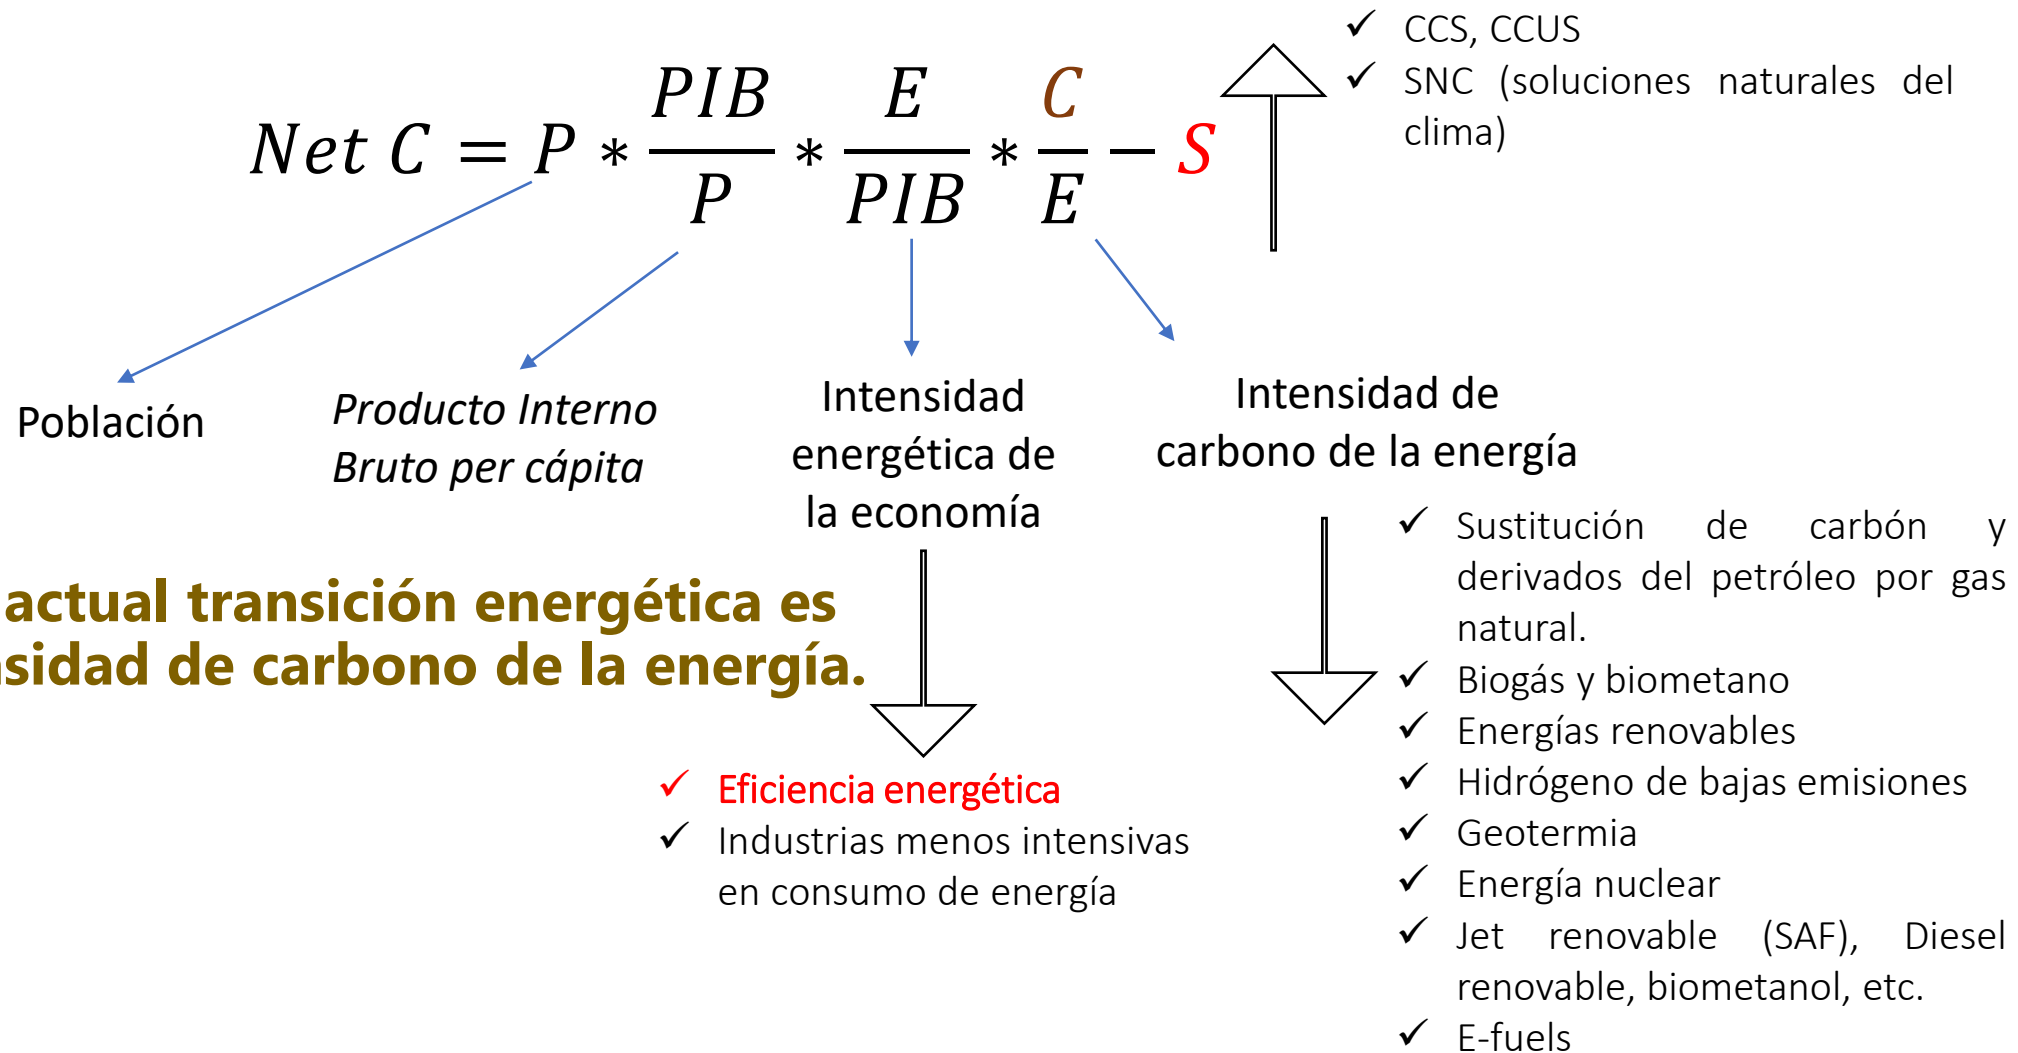 ✓ CCS, CCUS
✓ SNC (soluciones naturales del
clima)
Net C = P * PIB/P * E/PIB * C/E − S
Población
Producto Interno
Bruto per cápita
Intensidad
energética de
la economía
Intensidad de
carbono de la energía
actual transición energética es
sidad de carbono de la energía.
✓ Eficiencia energética
✓ Industrias menos intensivas
en consumo de energía
✓ Sustitución de carbón y
derivados del petróleo por gas
natural.
✓ Biogás y biometano
✓ Energías renovables
✓ Hidrógeno de bajas emisiones
✓ Geotermia
✓ Energía nuclear
✓ Jet renovable (SAF), Diesel
renovable, biometanol, etc.
✓ E-fuels